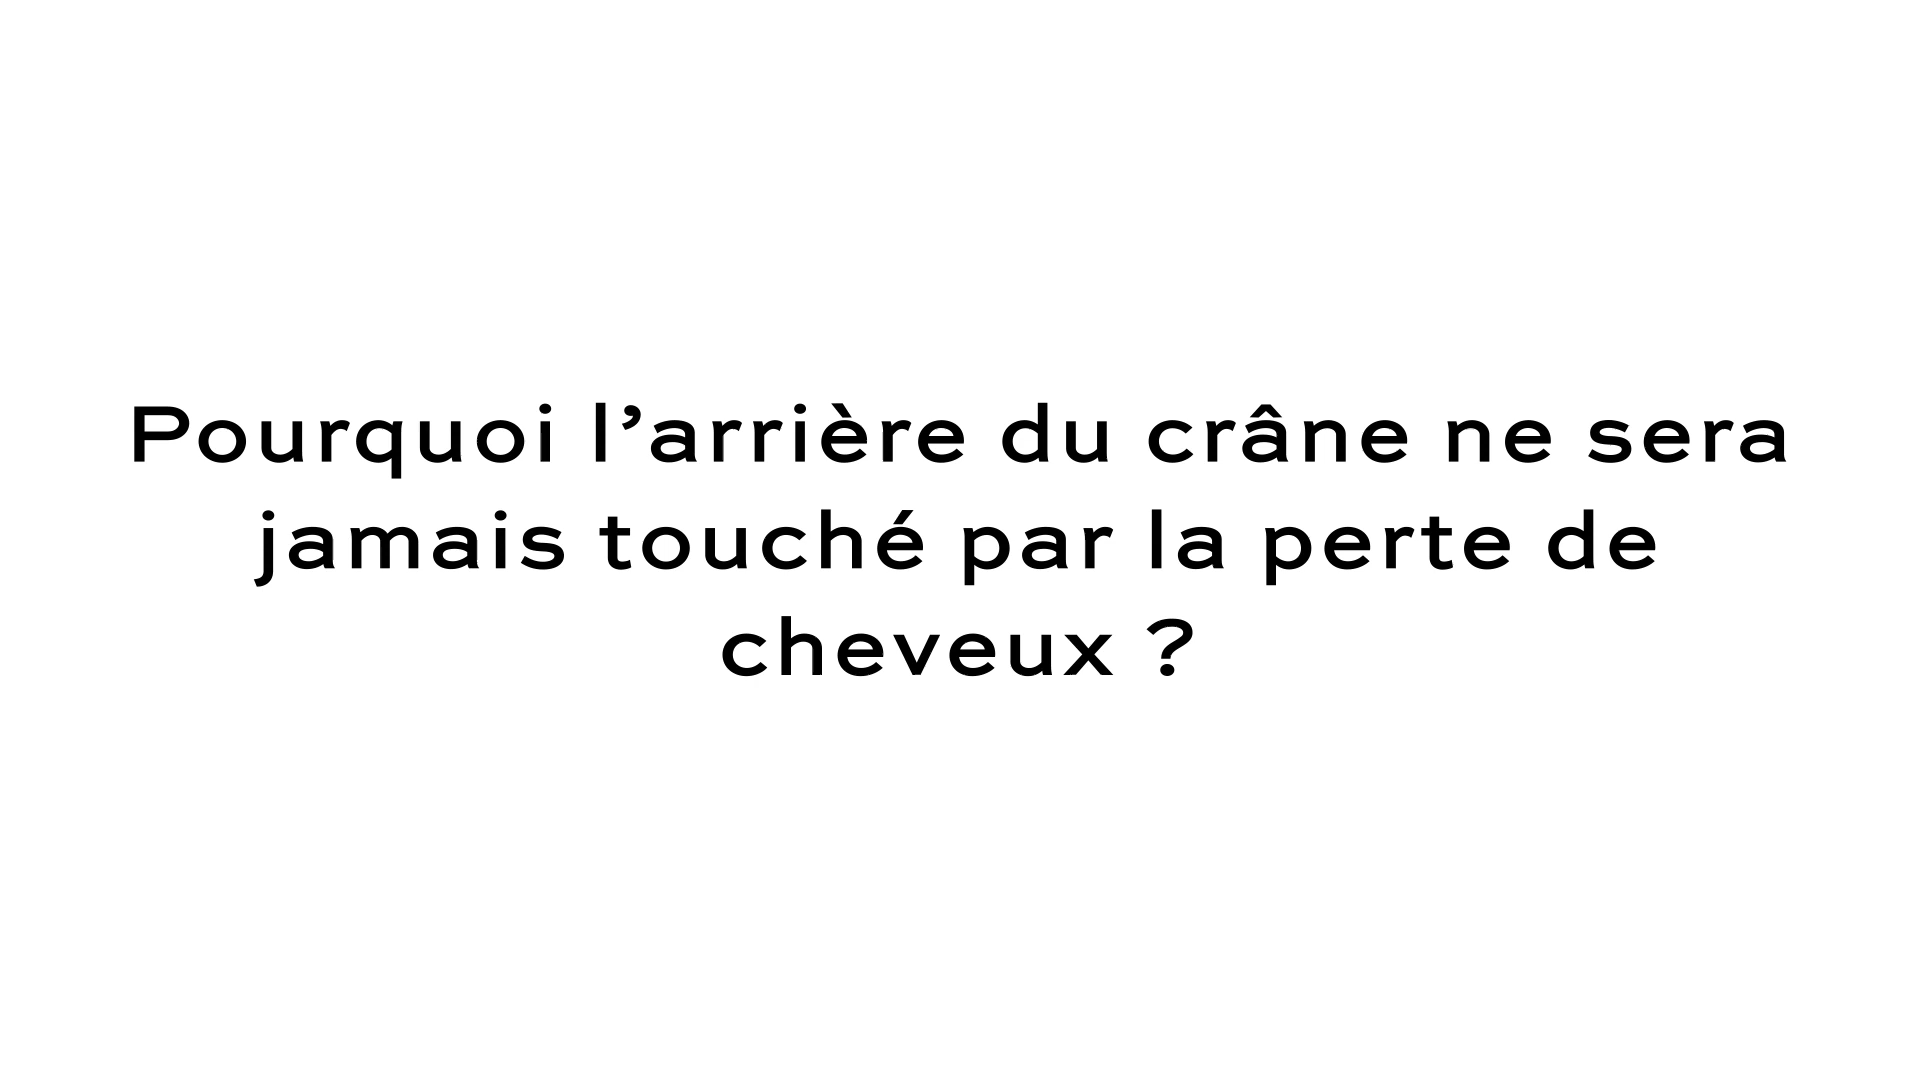 Pourquoi l’arrière du crâne ne sera
jamais touché par la perte de
cheveux ?